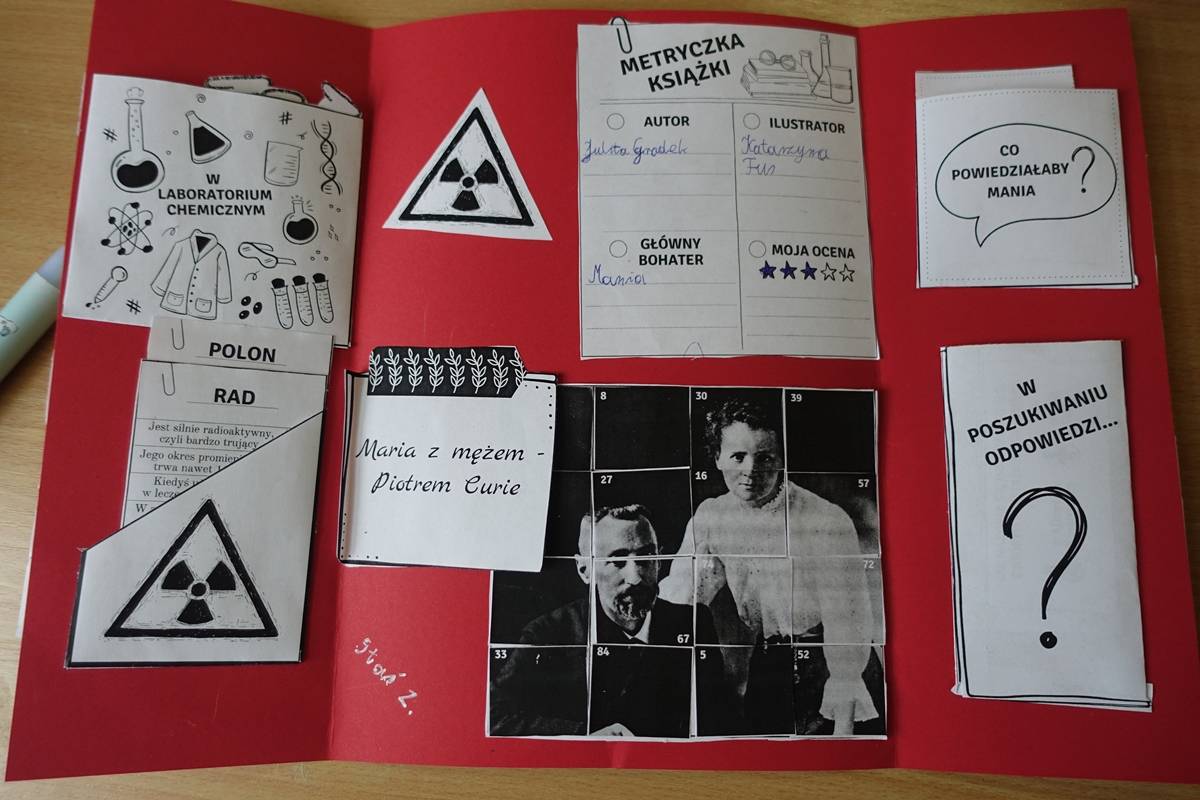 W
LABORATORIUM
CHEMICZNYM
POLON
RAD
Jest silnie radioaktywny,
czyli bardzo trujący
Jego okres
trwa nawet
Kiedyś
w
W
METRYCZKA
KSIĄŻKI
AUTOR
Julita Grodek
ILUSTRATOR
Katarzyna
Fus
GŁÓWNY
BOHATER
Mania
MOJA OCENA
CO
POWIEDZIAŁABY
MANIA
?
Maria z mężem -
Piotrem Curie
8
30
39
27
16
57
74
72
67
33
84
5
52
Z.
W
POSZUKIWANIU
ODPOWIEDZI...
?